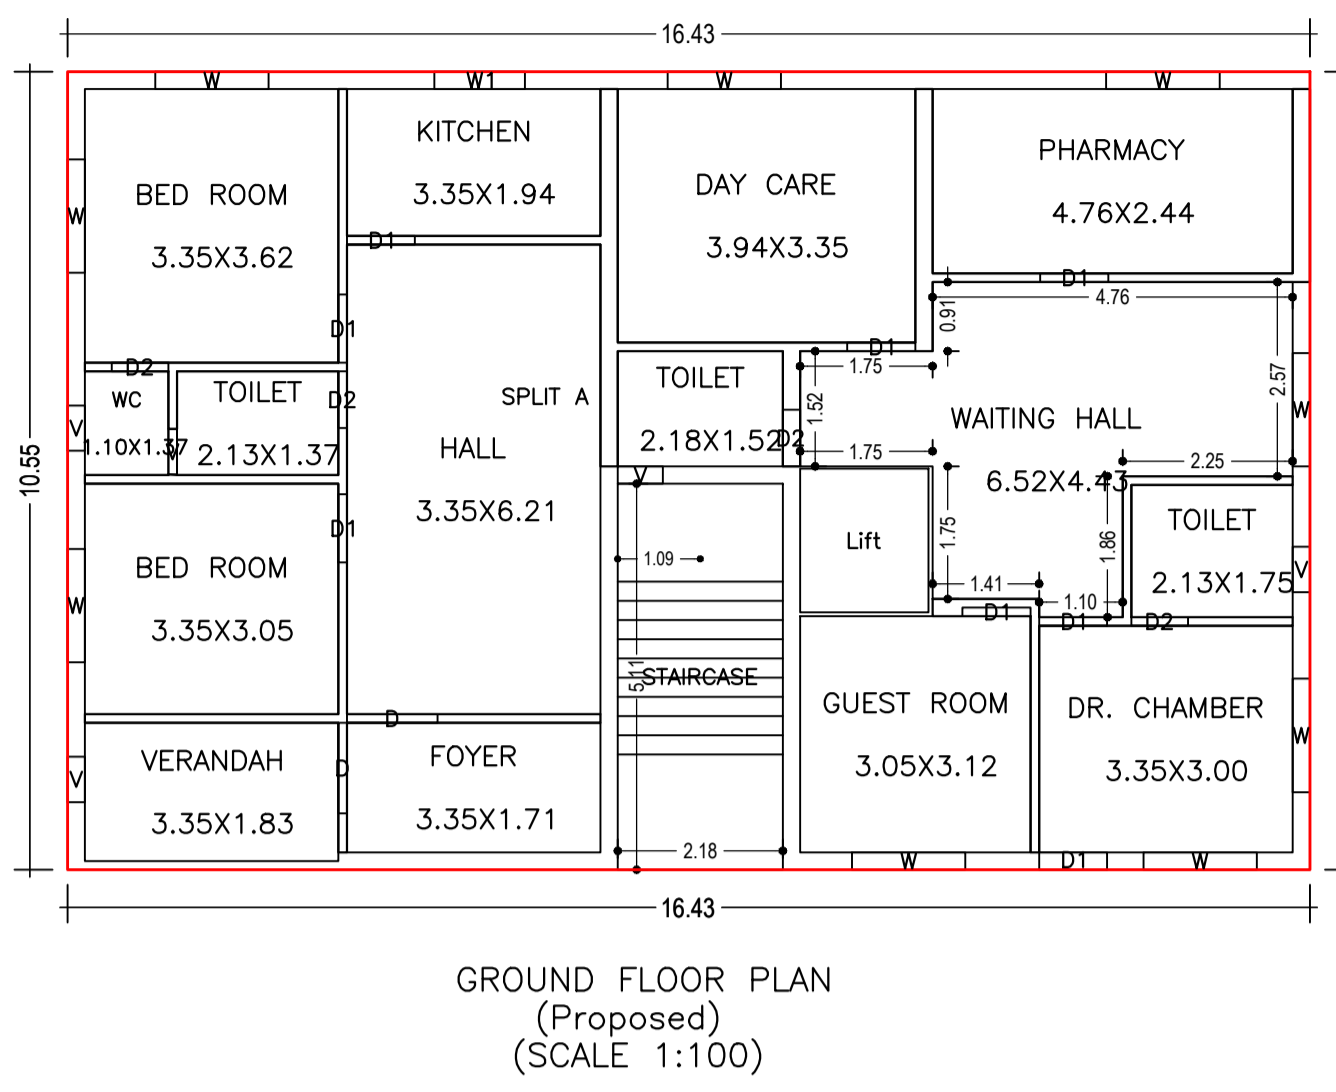 16.43
W
W1
W
W
KITCHEN
3.35X1.94
BED ROOM
3.35X3.62
DAY CARE
3.94X3.35
PHARMACY
4.76X2.44
W
D1
D1
4.76
0.91
D1
D1
1.75
D2
WC
1.10X1.37
V
V
TOILET
2.13X1.37
D2
SPLIT A
HALL
3.35X6.21
TOILET
2.18X1.52
D2
1.52
1.75
WAITING HALL
6.52X4.43
2.57
W
2.25
10.55
V
D1
Lift
1.75
1.86
TOILET
2.13X1.75
V
1.09
1.41
1.10
D1
D1
D2
BED ROOM
3.35X3.05
W
5.11
STAIRCASE
GUEST ROOM
3.05X3.12
DR. CHAMBER
3.35X3.00
W
D
VERANDAH
3.35X1.83
V
D
FOYER
3.35X1.71
2.18
W
D1
W
16.43
GROUND FLOOR PLAN
(Proposed)
(SCALE 1:100)